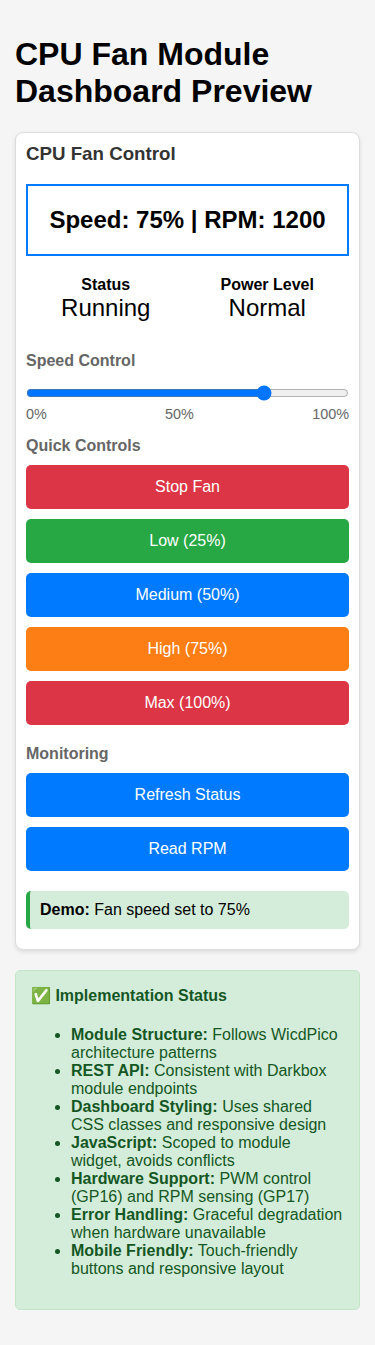 CPU Fan Module
Dashboard Preview
CPU Fan Control
Speed: 75% | RPM: 1200
Status
Running
Power Level
Normal
Speed Control
0% 50% 100%
Quick Controls
Stop Fan
Low (25%)
Medium (50%)
High (75%)
Max (100%)
Monitoring
Refresh Status
Read RPM
Demo: Fan speed set to 75%
✅ Implementation Status
• Module Structure: Follows WicdPico
architecture patterns
• REST API: Consistent with Darkbox
module endpoints
• Dashboard Styling: Uses shared
CSS classes and responsive design
• JavaScript: Scoped to module
widget, avoids conflicts
• Hardware Support: PWM control
(GP16) and RPM sensing (GP17)
• Error Handling: Graceful degradation
when hardware unavailable
• Mobile Friendly: Touch-friendly
buttons and responsive layout